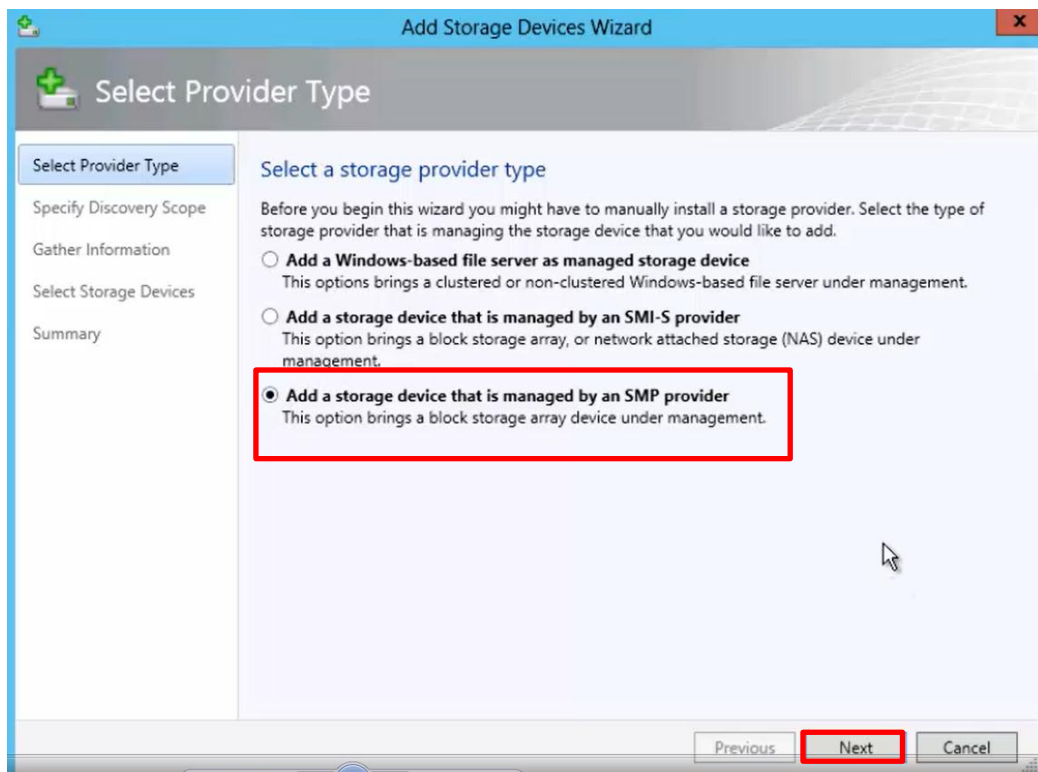 Add Storage Devices Wizard
x
Select Provider Type
Select Provider Type
Specify Discovery Scope
Gather Information
Select Storage Devices
Summary
Select a storage provider type
Before you begin this wizard you might have to manually install a storage provider. Select the type of
storage provider that is managing the storage device that you would like to add.
Add a Windows-based file server as managed storage device
This options brings a clustered or non-clustered Windows-based file server under management.
Add a storage device that is managed by an SMI-S provider
This option brings a block storage array, or network attached storage (NAS) device under
management.
Add a storage device that is managed by an SMP provider
This option brings a block storage array device under management.
Previous
Next
Cancel